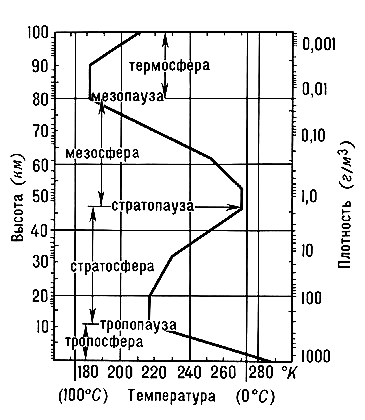 100
90
80
70
60
50
40
30
20
10
Высота (км)
термосфера
мезопауза
мезосфера
стратопауза
стратосфера
тропопауза
тропосфера
0,001
0,01
0,10
1,0
10
100
1000
Плотность (г/м³)
180 200 220 240 260 280 °K
(100°C) Температура (0°C)